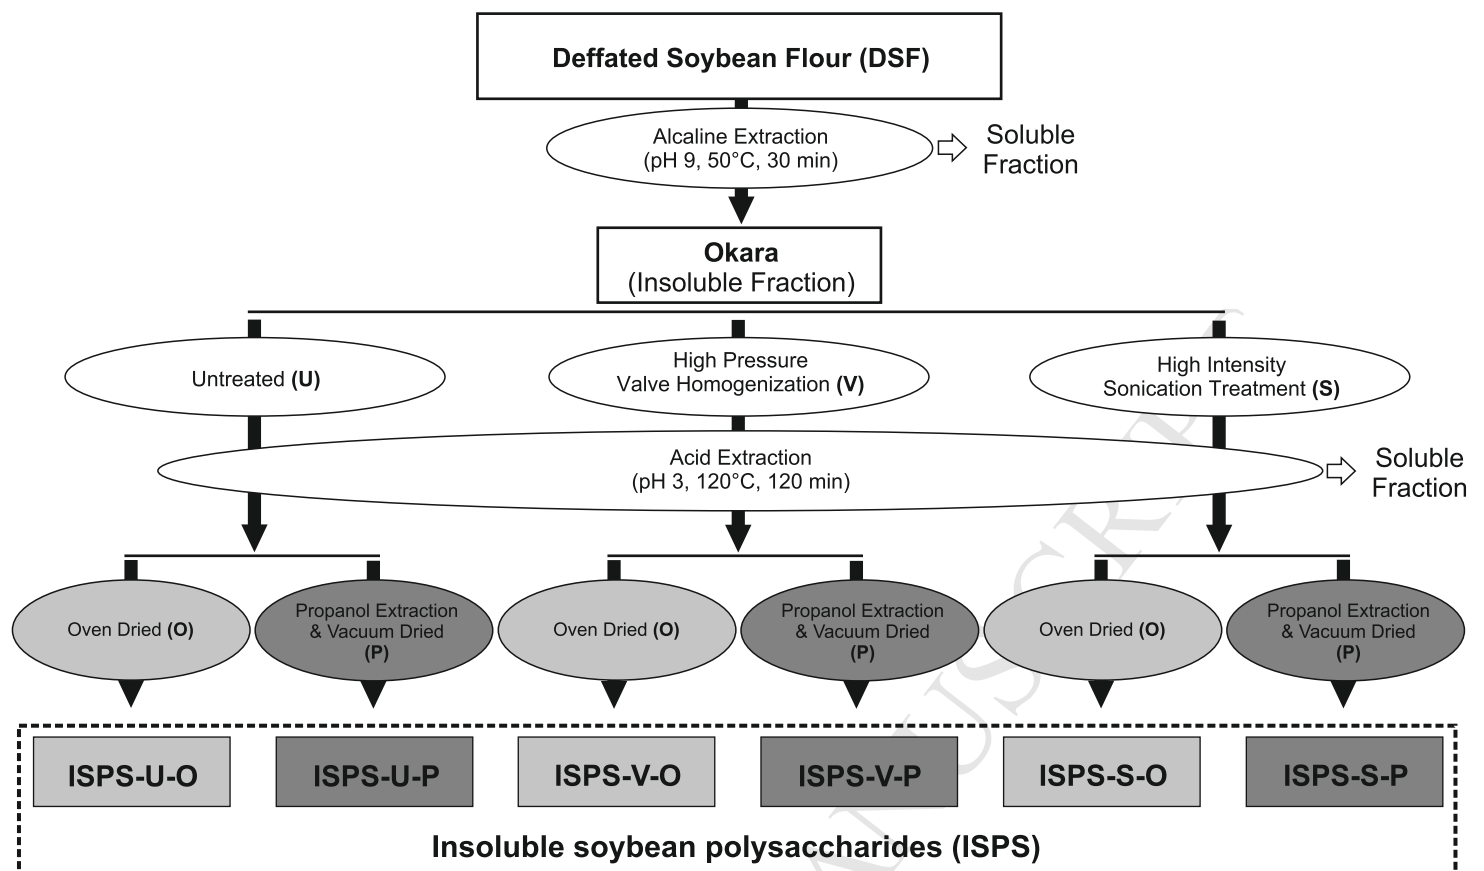 Deffated Soybean Flour (DSF)
Alcaline Extraction
(pH 9, 50°C, 30 min)
Soluble
Fraction
Okara
(Insoluble Fraction)
Untreated (U)
High Pressure
Valve Homogenization (V)
High Intensity
Sonication Treatment (S)
Acid Extraction
(pH 3, 120°C, 120 min)
Soluble
Fraction
Oven Dried (O)
Propanol Extraction
& Vacuum Dried
(P)
Oven Dried (O)
Propanol Extraction
& Vacuum Dried
(P)
Oven Dried (O)
Propanol Extraction
& Vacuum Dried
(P)
ISPS-U-O
ISPS-U-P
ISPS-V-O
ISPS-V-P
ISPS-S-O
ISPS-S-P
Insoluble soybean polysaccharides (ISPS)